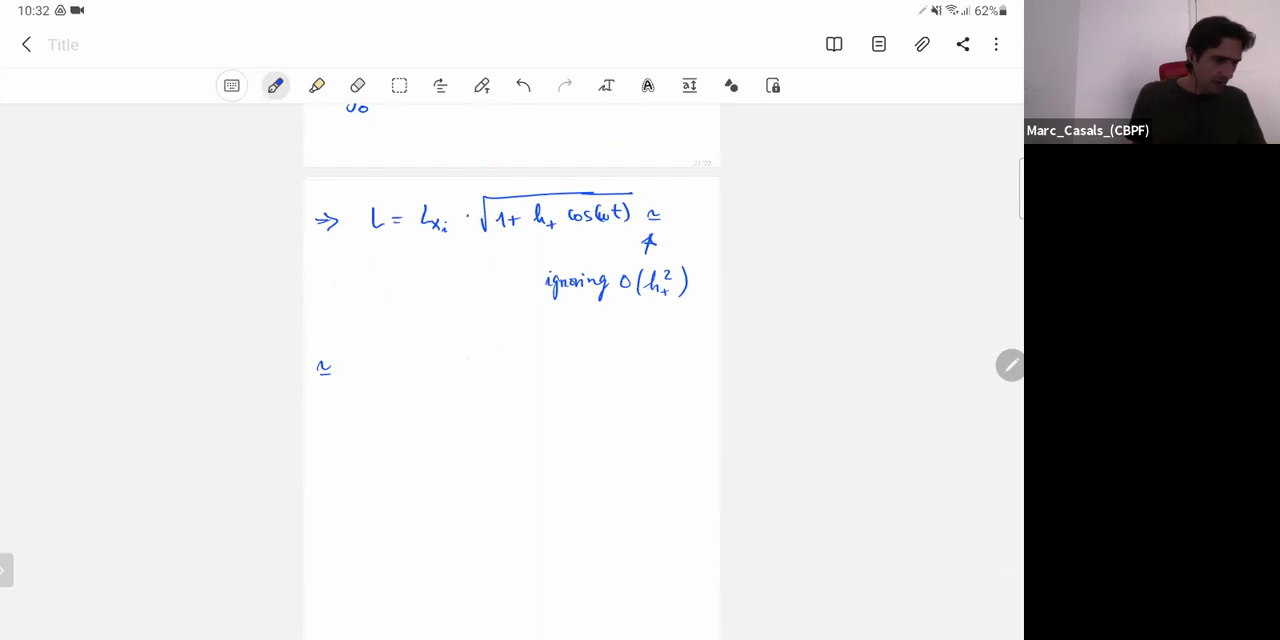 10:32 62%
Title
Marc_Casals_(CBPF)
⇒ L = L_{x_i} · √(1 + h_+ cos(ωt)) ≃
↑
ignoring O(h_+^2)
≃